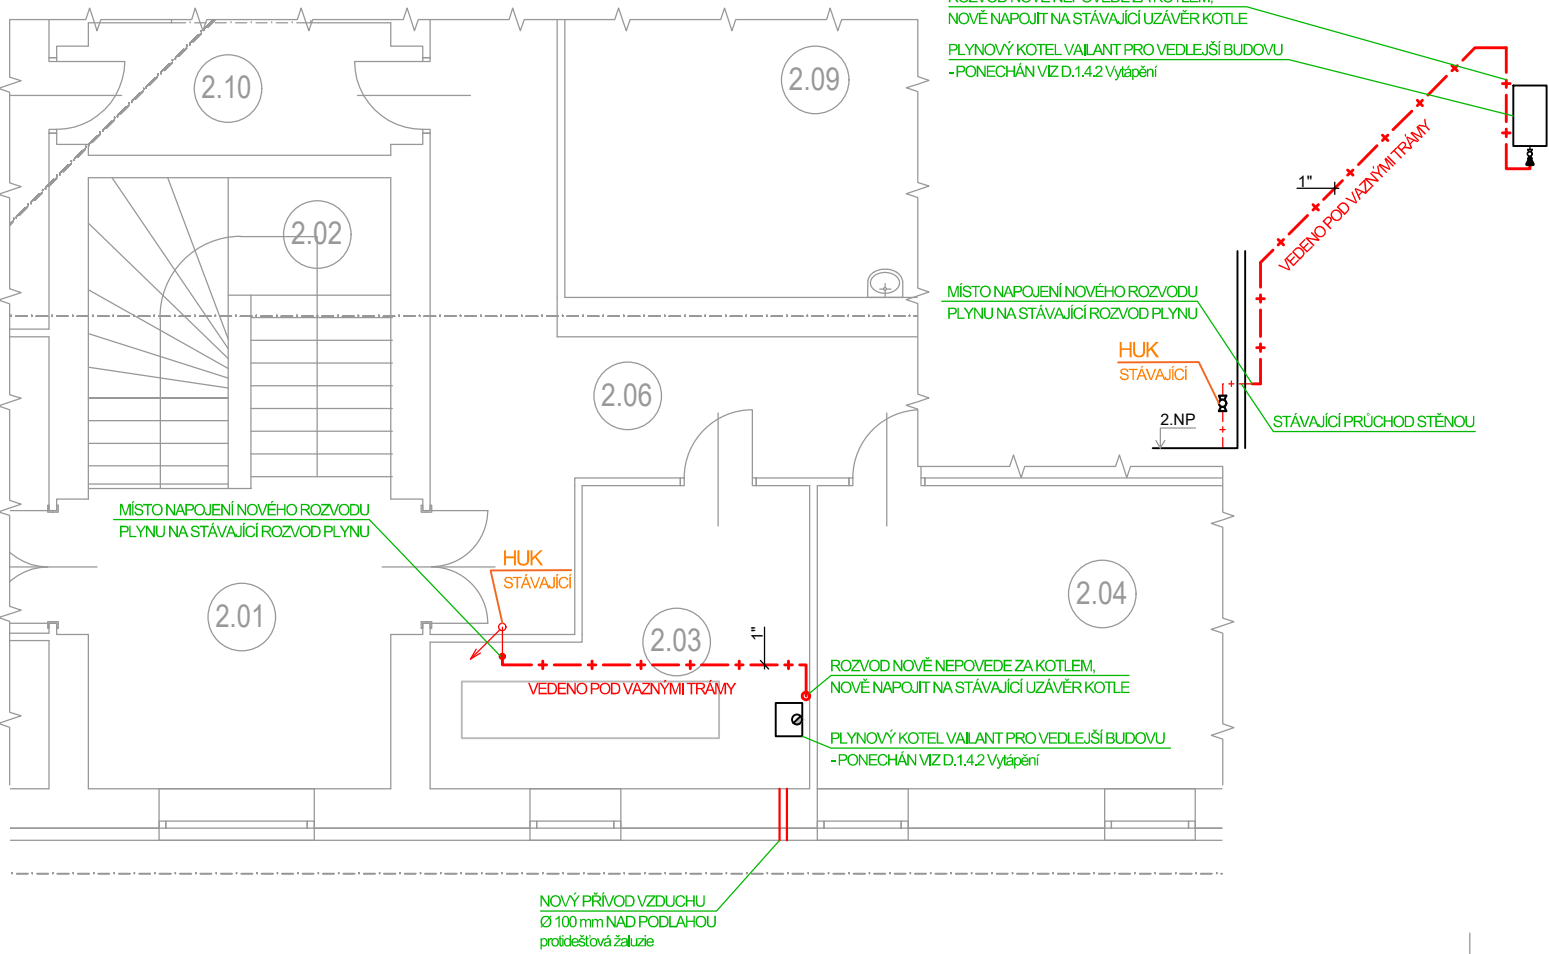 ROZVOD NOVĚ NEPOVEDE ZA KOTLEM,
NOVĚ NAPOJIT NA STÁVAJÍCÍ UZÁVĚR KOTLE
PLYNOVÝ KOTEL VAILANT PRO VEDLEJŠÍ BUDOVU
- PONECHÁN VIZ D.1.4.2 Vytápění
2.10
2.09
2.02
1"
VEDENO POD VAZNÝMI TRÁMY
MÍSTO NAPOJENÍ NOVÉHO ROZVODU
PLYNU NA STÁVAJÍCÍ ROZVOD PLYNU
HUK
STÁVAJÍCÍ
2.06
2.NP
STÁVAJÍCÍ PRŮCHOD STĚNOU
MÍSTO NAPOJENÍ NOVÉHO ROZVODU
PLYNU NA STÁVAJÍCÍ ROZVOD PLYNU
HUK
STÁVAJÍCÍ
2.01
2.03
2.04
1"
VEDENO POD VAZNÝMI TRÁMY
ROZVOD NOVĚ NEPOVEDE ZA KOTLEM,
NOVĚ NAPOJIT NA STÁVAJÍCÍ UZÁVĚR KOTLE
PLYNOVÝ KOTEL VAILANT PRO VEDLEJŠÍ BUDOVU
- PONECHÁN VIZ D.1.4.2 Vytápění
NOVÝ PŘÍVOD VZDUCHU
Ø 100 mm NAD PODLAHOU
protidešťová žaluzie